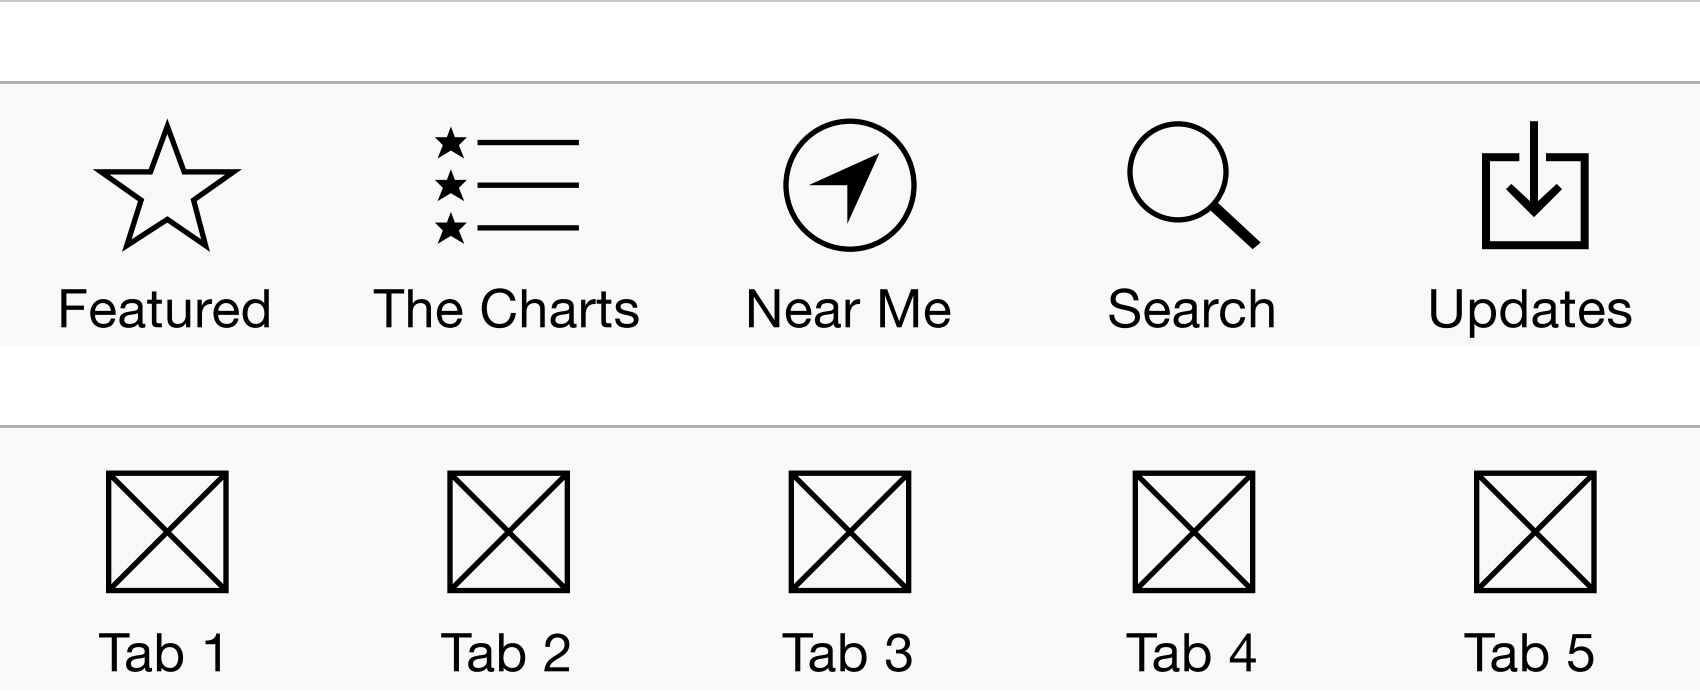 Featured
The Charts
Near Me
Search
Updates
Tab 1
Tab 2
Tab 3
Tab 4
Tab 5